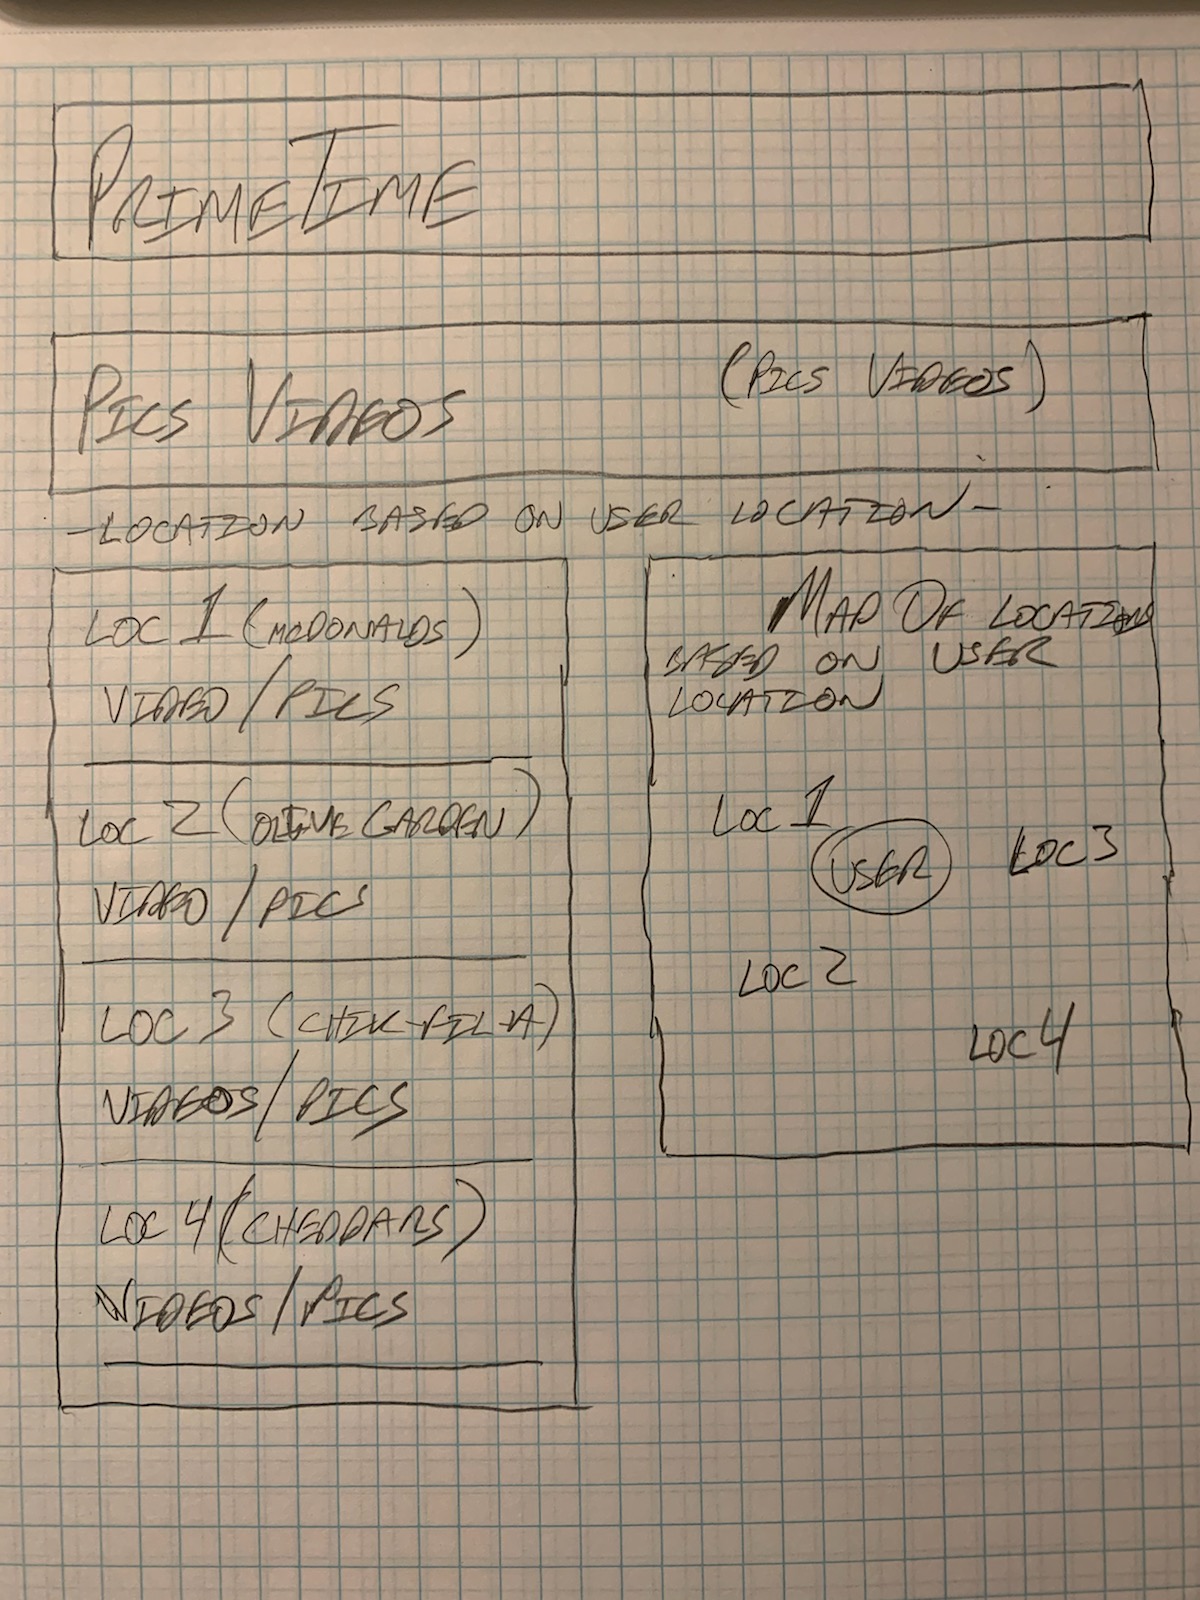 PRIMETIME
PICS VIDEOS
(PICS VIDEOS)
-LOCATION BASED ON USER LOCATION-
LOC 1 (MCDONALDS)
VIDEO/PICS
LOC 2 (OLIVE GARDEN)
VIDEO/PICS
LOC 3 (CHIK-FIL-A)
VIDEOS/PICS
LOC 4 (CHEDDARS)
VIDEOS/PICS
MAP OF LOCATION
BASED ON USER
LOCATION
LOC 1
USER
LOC 3
LOC 2
LOC 4